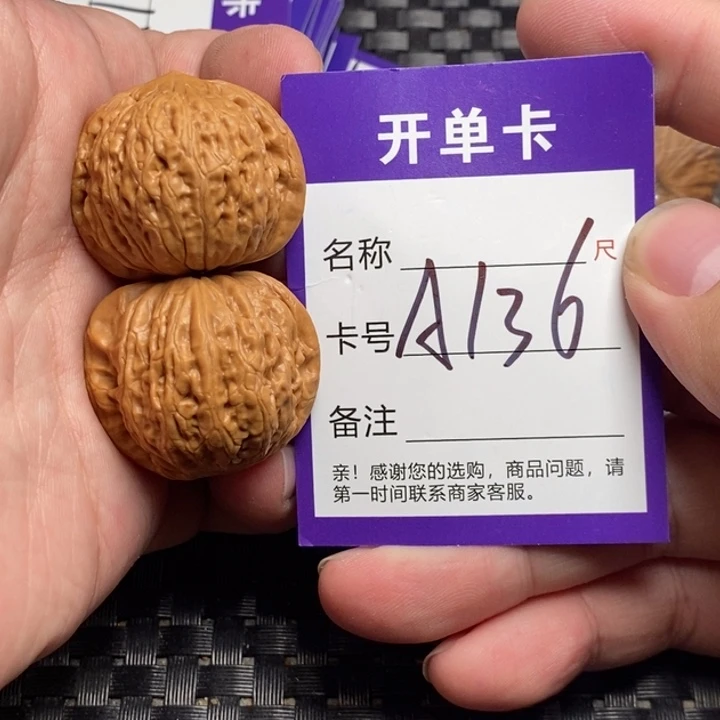 开单卡
名称 尺
卡号 A136
备注
亲！感谢您的选购，商品问题，请
第一时间联系商家客服。